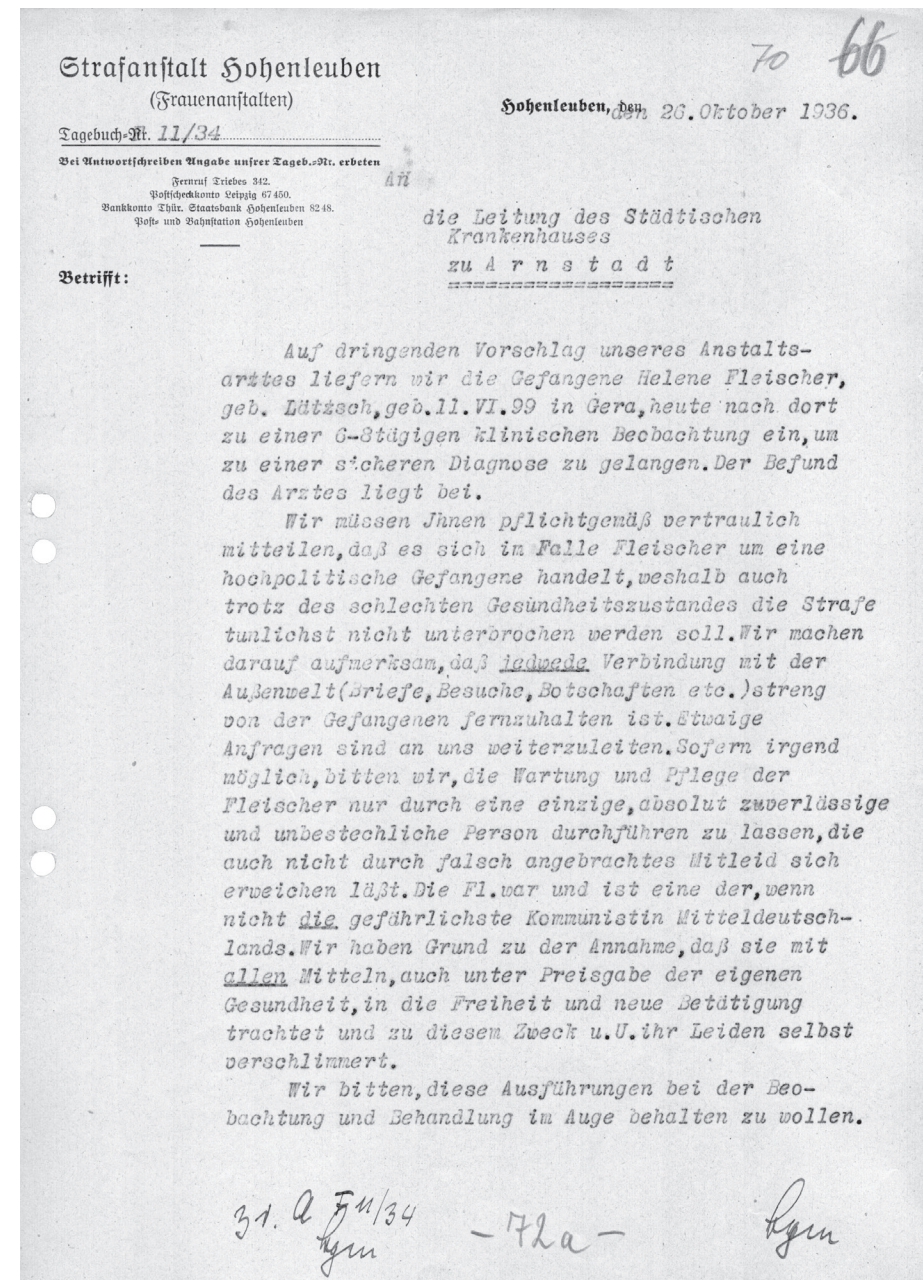 70 66
Strafanstalt Hohenleuben
(Frauenanstalten)
Tagebuch-Nr. 11/34
Bei Antwortschreiben Angabe unsrer Tageb.-Nr. erbeten
Fernruf Triebes 342.
Postscheckkonto Leipzig 67450.
Bankkonto Thür. Staatsbank Hohenleuben 8248.
Post- und Bahnstation Hohenleuben
Hohenleuben, den 26.Oktober 1936.
An
die Leitung des Städtischen
Krankenhauses
zu A r n s t a d t
====================
Betrifft:
Auf dringenden Vorschlag unseres Anstalts-
arztes liefern wir die Gefangene Helene Fleischer,
geb. Lätzsch,geb.11.VI.99 in Gera,heute nach dort
zu einer 6-8tägigen klinischen Beobachtung ein,um
zu einer sicheren Diagnose zu gelangen.Der Befund
des Arztes liegt bei.
Wir müssen Jhnen pflichtgemäß vertraulich
mitteilen,daß es sich im Falle Fleischer um eine
hochpolitische Gefangene handelt,weshalb auch
trotz des schlechten Gesundheitszustandes die Strafe
tunlichst nicht unterbrochen werden soll.Wir machen
darauf aufmerksam,daß jedwede Verbindung mit der
Außenwelt(Briefe,Besuche,Botschaften etc.)streng
von der Gefangenen fernzuhalten ist.Etwaige
Anfragen sind an uns weiterzuleiten.Sofern irgend
möglich,bitten wir,die Wartung und Pflege der
Fleischer nur durch eine einzige,absolut zuverlässige
und unbestechliche Person durchführen zu lassen,die
auch nicht durch falsch angebrachtes Mitleid sich
erweichen läßt.Die Fl.war und ist eine der,wenn
nicht die gefährlichste Kommunistin Mitteldeutsch-
lands.Wir haben Grund zu der Annahme,daß sie mit
allen Mitteln,auch unter Preisgabe der eigenen
Gesundheit,in die Freiheit und neue Betätigung
trachtet und zu diesem Zweck u.U.ihr Leiden selbst
verschlimmert.
Wir bitten,diese Ausführungen bei der Beo-
bachtung und Behandlung im Auge behalten zu wollen.
11/34
-72a-